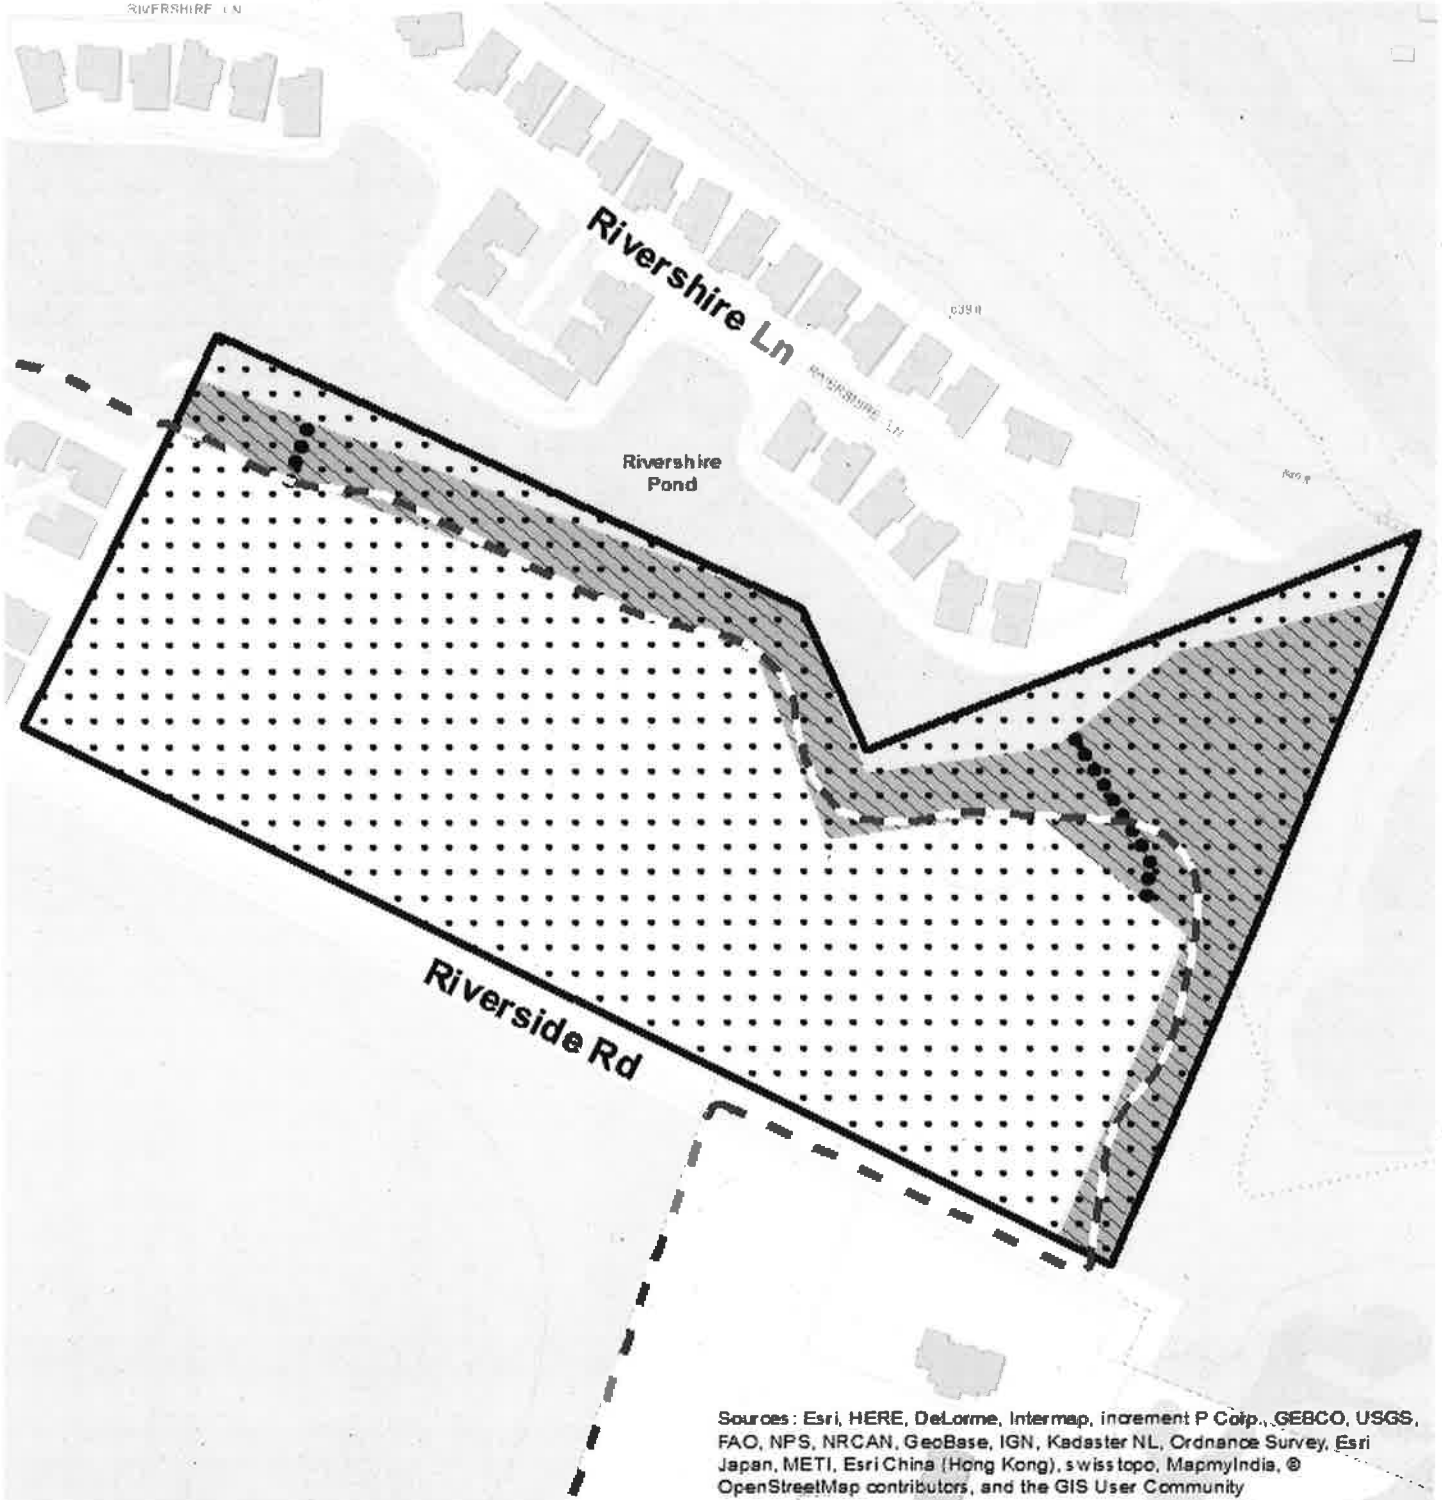 RIVERSHIRE LN
Rivershire Ln
RIVERSHIRE LN
Rivershire
Pond
Riverside Rd
Sources: Esri, HERE, DeLorme, Intermap, increment P Corp., GEBCO, USGS,
FAO, NPS, NRCAN, GeoBase, IGN, Kadaster NL, Ordnance Survey, Esri
Japan, METI, Esri China (Hong Kong), swisstopo, MapmyIndia, ©
OpenStreetMap contributors, and the GIS User Community